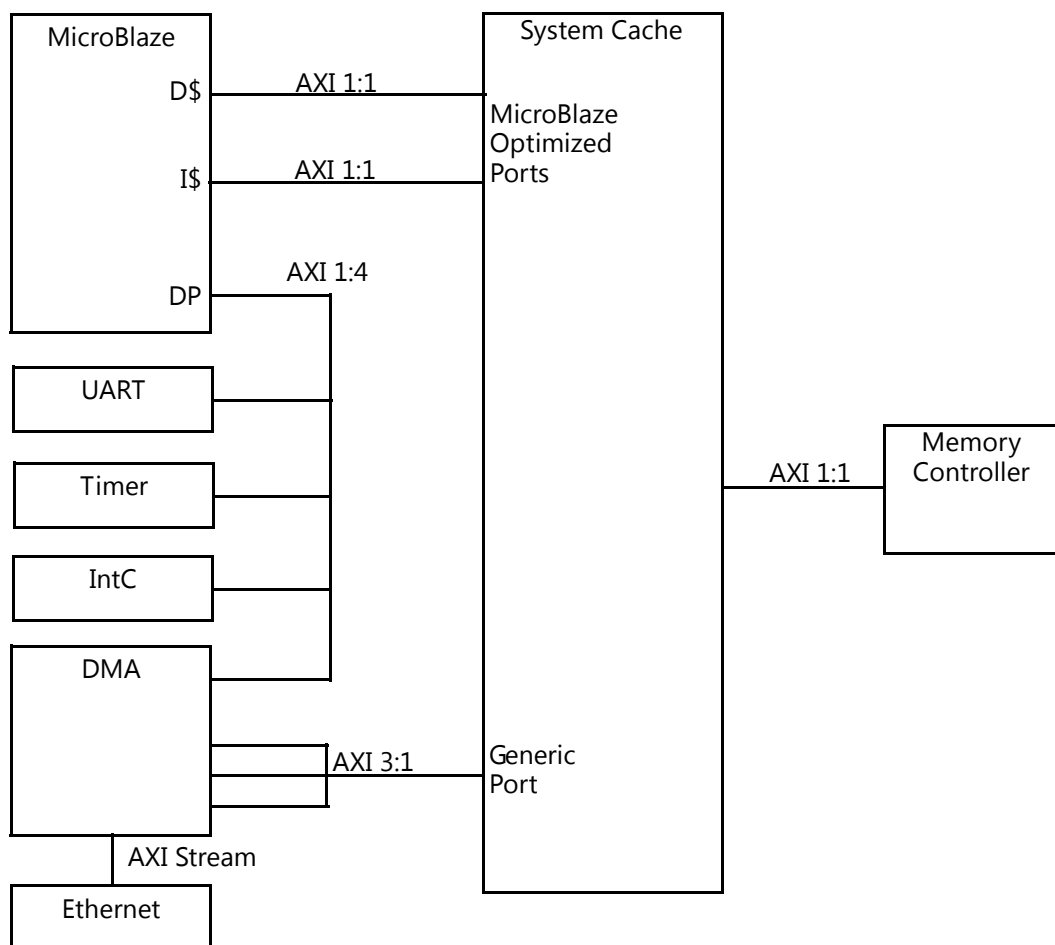 MicroBlaze
System Cache
D$
AXI 1:1
MicroBlaze
Optimized
Ports
I$
AXI 1:1
AXI 1:4
DP
UART
Timer
IntC
DMA
AXI 3:1
Generic
Port
AXI 1:1
Memory
Controller
AXI Stream
Ethernet